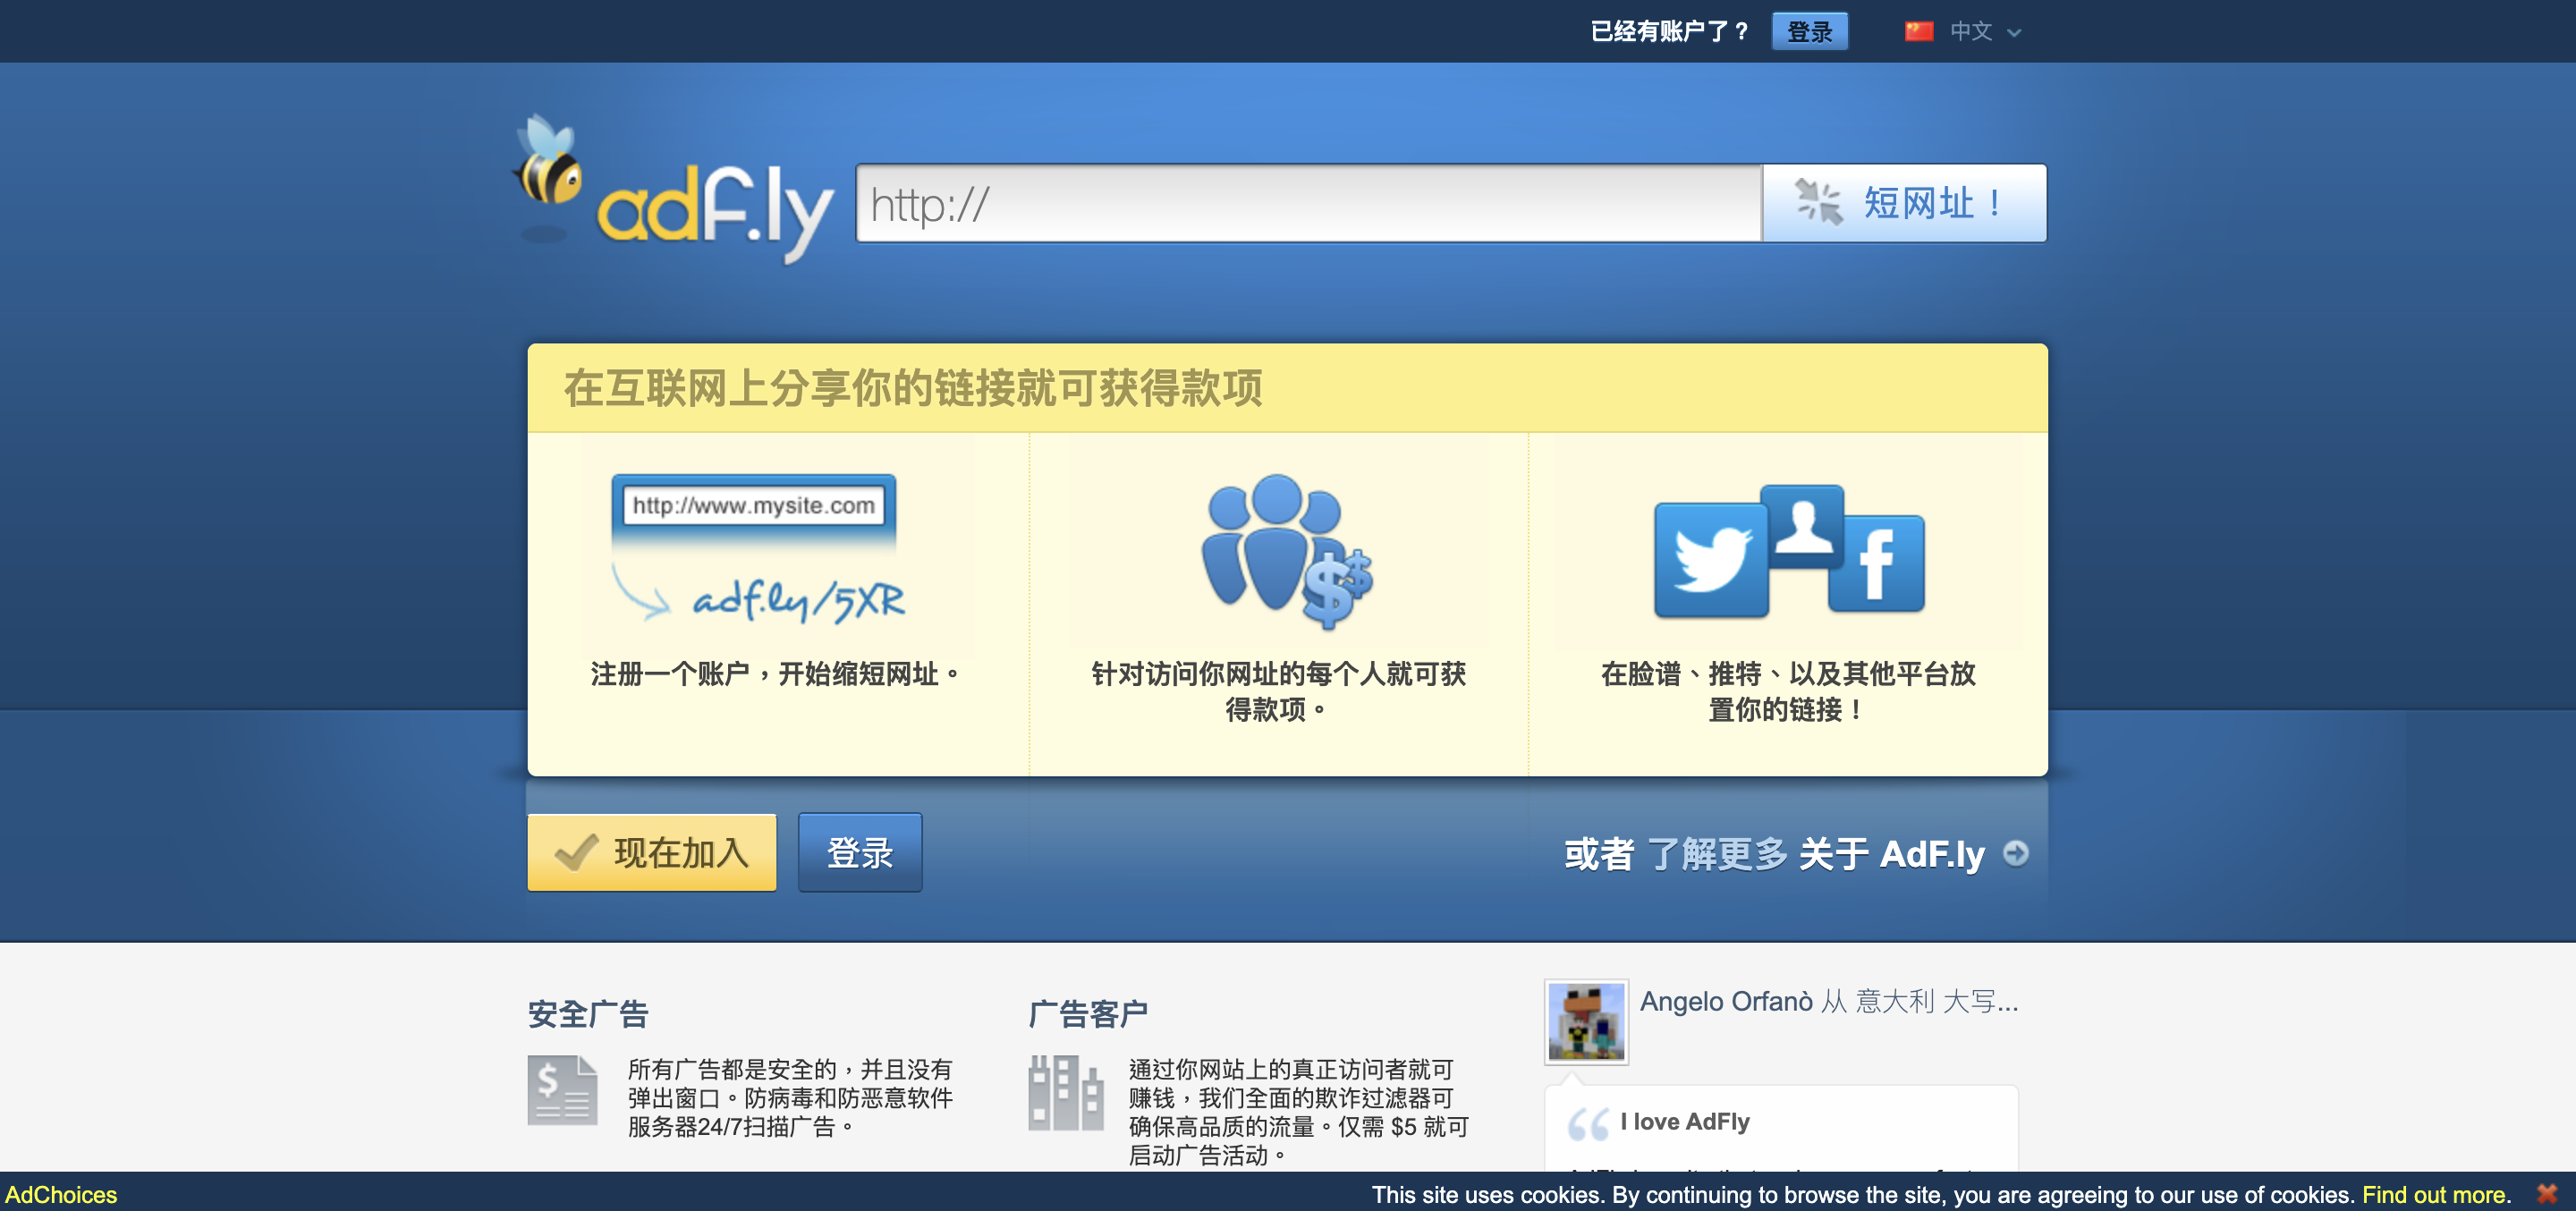 已经有账户了？ 登录 中文
adf.ly http:// 短网址！
在互联网上分享你的链接就可获得款项
http://www.mysite.com
adf.ly/5XR
注册一个账户，开始缩短网址。
针对访问你网址的每个人就可获
得款项。
在脸谱、推特、以及其他平台放
置你的链接！
现在加入 登录 或者 了解更多 关于 AdF.ly
安全广告
所有广告都是安全的，并且没有
弹出窗口。防病毒和防恶意软件
服务器24/7扫描广告。
广告客户
通过你网站上的真正访问者就可
赚钱，我们全面的欺诈过滤器可
确保高品质的流量。仅需 $5 就可
启动广告活动。
Angelo Orfanò 从 意大利 大写...
I love AdFly
AdChoices This site uses cookies. By continuing to browse the site, you are agreeing to our use of cookies. Find out more.